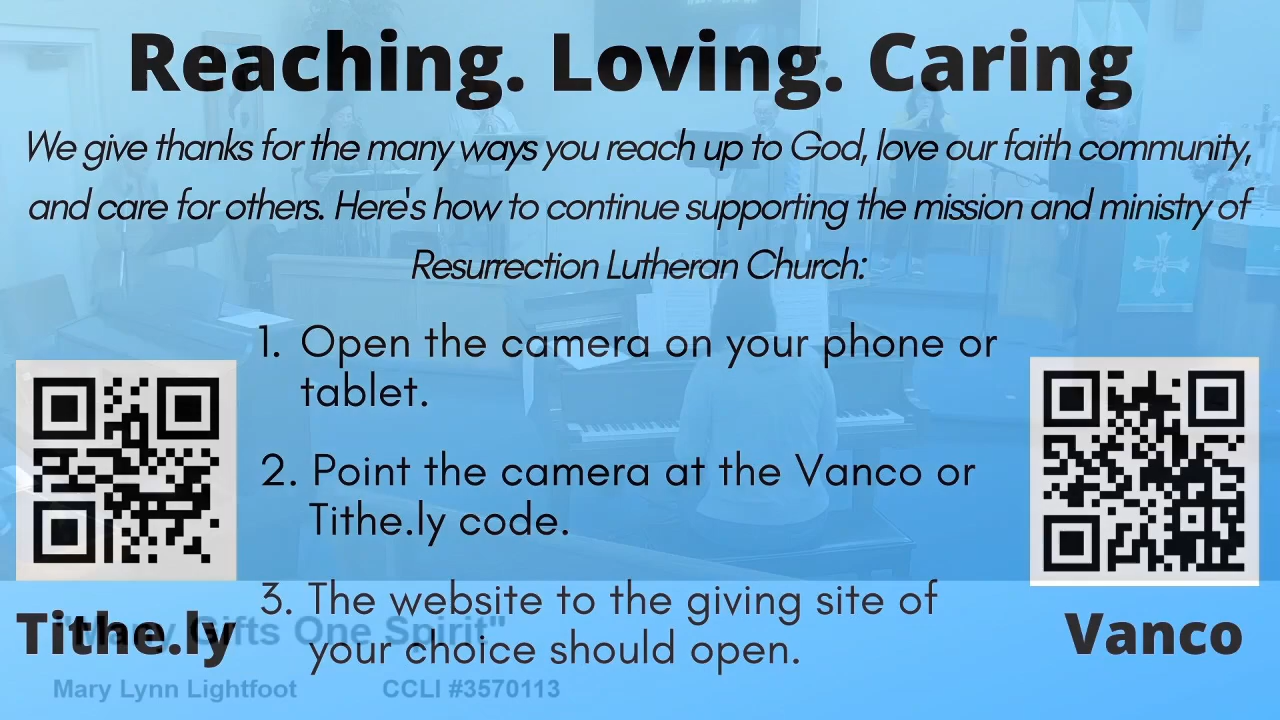 Reaching. Loving. Caring
We give thanks for the many ways you reach up to God, love our faith community,
and care for others. Here's how to continue supporting the mission and ministry of
Resurrection Lutheran Church:
1. Open the camera on your phone or
tablet.
2. Point the camera at the Vanco or
Tithe.ly code.
3. The website to the giving site of
your choice should open.
Tithe.ly
Vanco
"Many Gifts One Spirit"
Mary Lynn Lightfoot CCLI #3570113